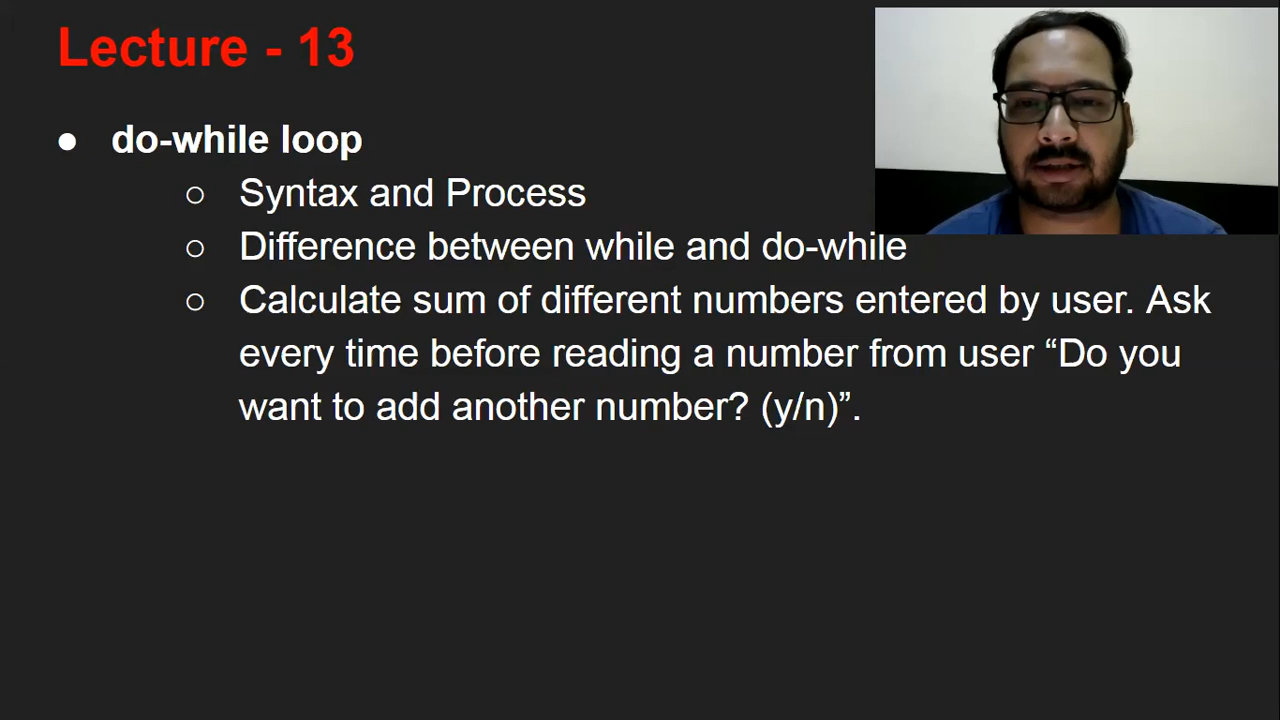 Lecture - 13
● do-while loop
○ Syntax and Process
○ Difference between while and do-while
○ Calculate sum of different numbers entered by user. Ask
every time before reading a number from user “Do you
want to add another number? (y/n)”.